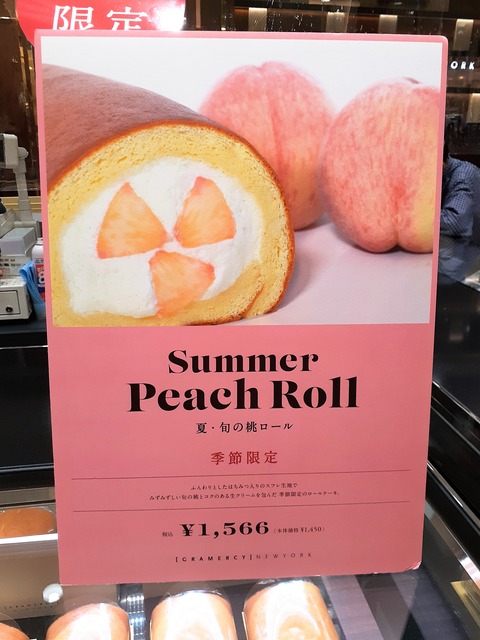 限定
ORK
Summer
Peach Roll
夏・旬の桃ロール
季節限定
ふんわりとしたはちみつ入りのスフレ生地で
みずみずしい旬の桃とコクのある生クリームを包んだ 季節限定のロールケーキ。
税込 ¥1,566 (本体価格 ¥1,450)
[GRAMERCY]NEWYORK